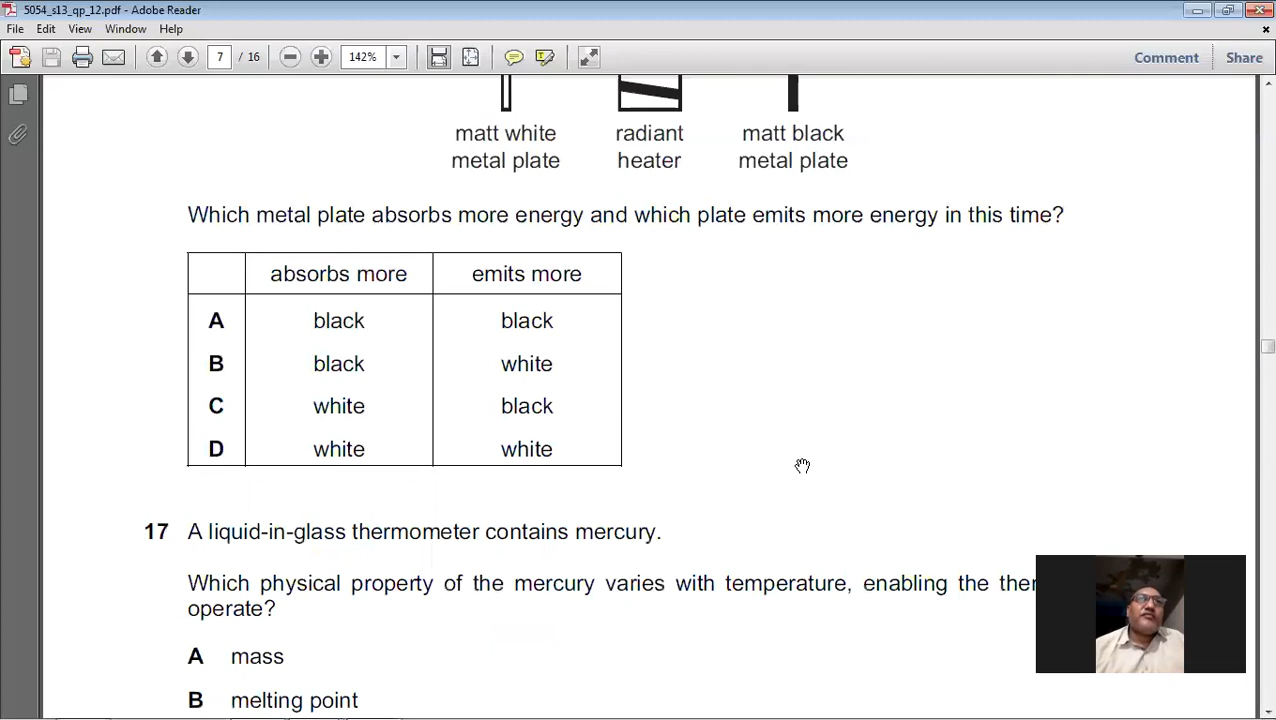 5054_s13_qp_12.pdf - Adobe Reader
File Edit View Window Help
7 / 16 142% Comment Share
matt white radiant matt black
metal plate heater metal plate
Which metal plate absorbs more energy and which plate emits more energy in this time?
absorbs more emits more
A black black
B black white
C white black
D white white
17 A liquid-in-glass thermometer contains mercury.
Which physical property of the mercury varies with temperature, enabling the
operate?
A mass
B melting point